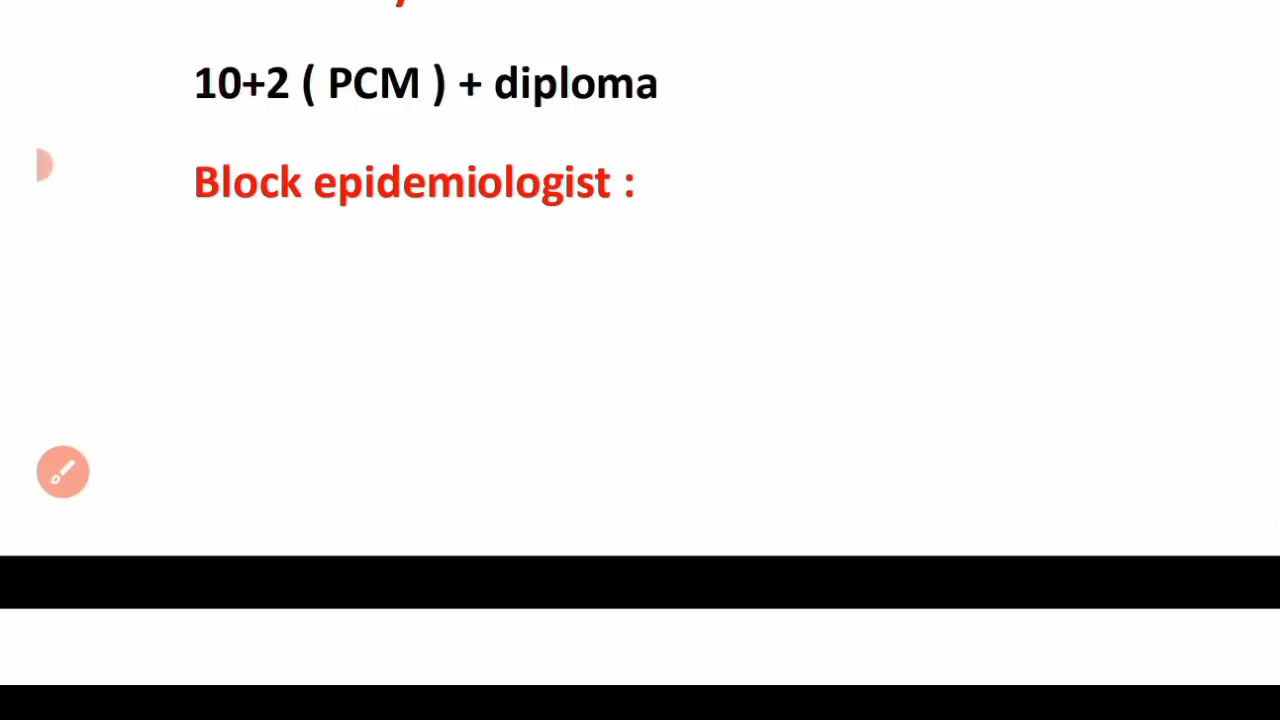 10+2 ( PCM ) + diploma
Block epidemiologist :